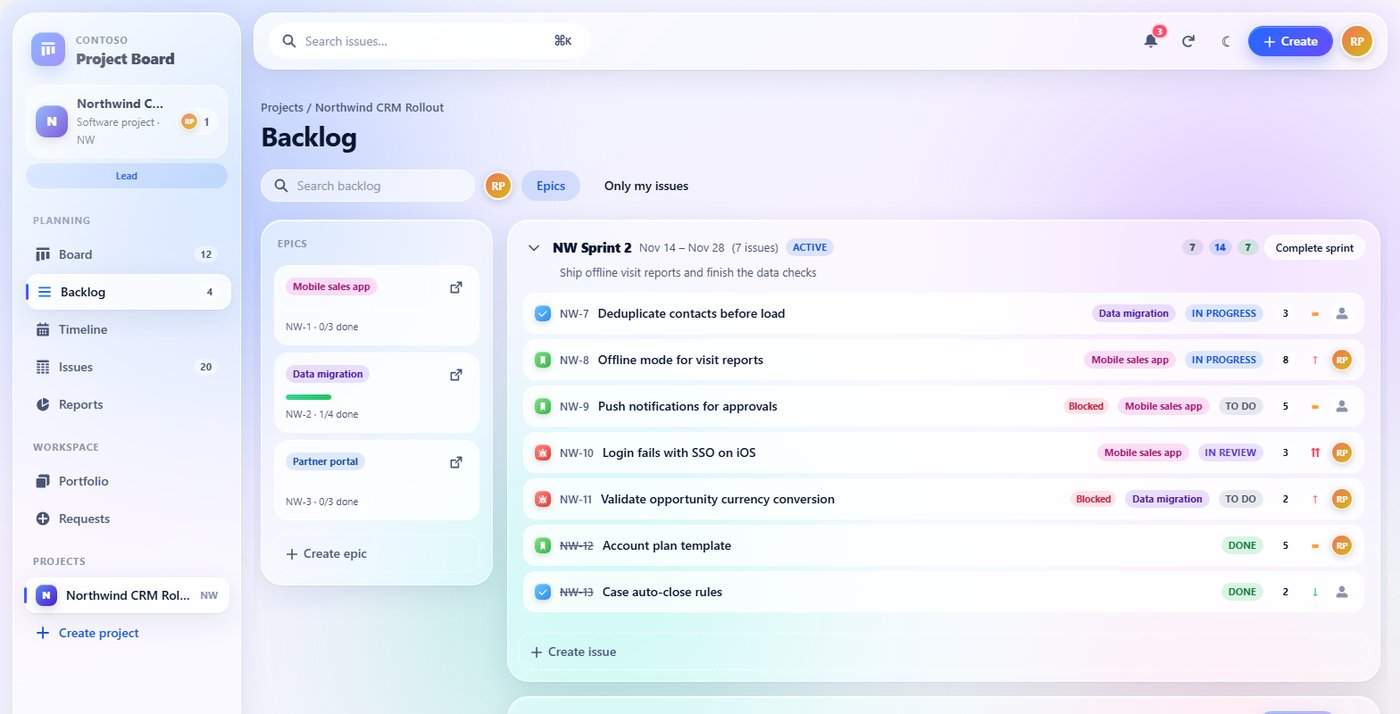 CONTOSO
Project Board
Northwind C...
Software project ·
NW
RP 1
Lead
PLANNING
Board 12
Backlog 4
Timeline
Issues 20
Reports
WORKSPACE
Portfolio
Requests
PROJECTS
N Northwind CRM Rol... NW
Create project
Search issues... ⌘K
3
Create
RP
Projects / Northwind CRM Rollout
Backlog
Search backlog RP Epics Only my issues
EPICS
Mobile sales app
NW-1 · 0/3 done
Data migration
NW-2 · 1/4 done
Partner portal
NW-3 · 0/3 done
Create epic
NW Sprint 2 Nov 14 – Nov 28 (7 issues) ACTIVE 7 14 7 Complete sprint
Ship offline visit reports and finish the data checks
NW-7 Deduplicate contacts before load Data migration IN PROGRESS 3
NW-8 Offline mode for visit reports Mobile sales app IN PROGRESS 8 ↑ RP
NW-9 Push notifications for approvals Blocked Mobile sales app TO DO 5
NW-10 Login fails with SSO on iOS Mobile sales app IN REVIEW 3 RP
NW-11 Validate opportunity currency conversion Blocked Data migration TO DO 2 ↑ RP
NW-12 Account plan template DONE 5 RP
NW-13 Case auto-close rules DONE 2 ↓
Create issue